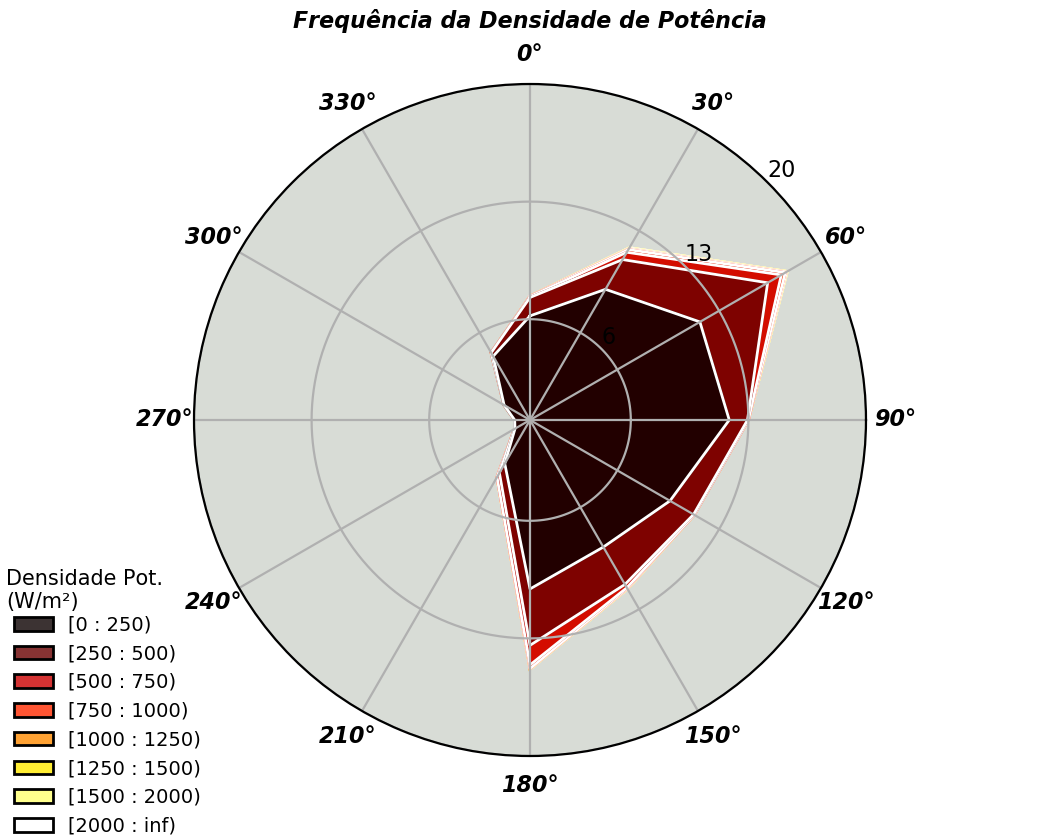 Frequência da Densidade de Potência
0°
330°
30°
20
300°
60°
13
6
270°
90°
240°
120°
210°
150°
180°
Densidade Pot.
(W/m²)
[0 : 250)
[250 : 500)
[500 : 750)
[750 : 1000)
[1000 : 1250)
[1250 : 1500)
[1500 : 2000)
[2000 : inf)